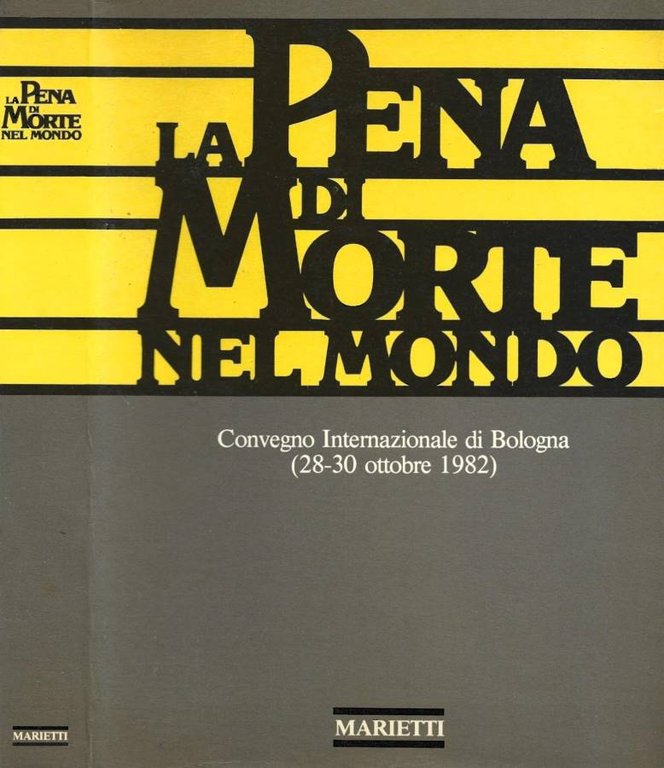 LA PENA
DI
MORTE
NEL MONDO
MARIETTI
LA PENA
DI
MORTE
NEL MONDO
Convegno Internazionale di Bologna
(28-30 ottobre 1982)
MARIETTI